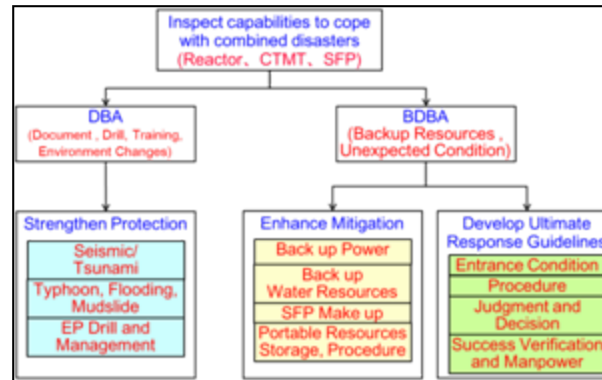 Inspect capabilities to cope
with combined disasters
(Reactor、CTMT、SFP)
DBA
(Document , Drill, Training,
Environment Changes)
BDBA
(Backup Resources ,
Unexpected Condition)
Strengthen Protection
Seismic/
Tsunami
Typhoon, Flooding,
Mudslide
EP Drill and
Management
Enhance Mitigation
Back up Power
Back up
Water Resources
SFP Make up
Portable Resources
Storage, Procedure
Develop Ultimate
Response Guidelines
Entrance Condition
Procedure
Judgment and
Decision
Success Verification
and Manpower